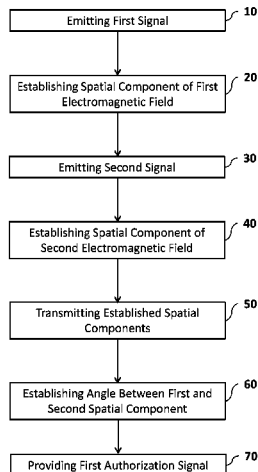 10
Emitting First Signal
20
Establishing Spatial Component of First
Electromagnetic Field
30
Emitting Second Signal
40
Establishing Spatial Component of
Second Electromagnetic Field
50
Transmitting Established Spatial
Components
60
Establishing Angle Between First and
Second Spatial Component
70
Providing First Authorization Signal